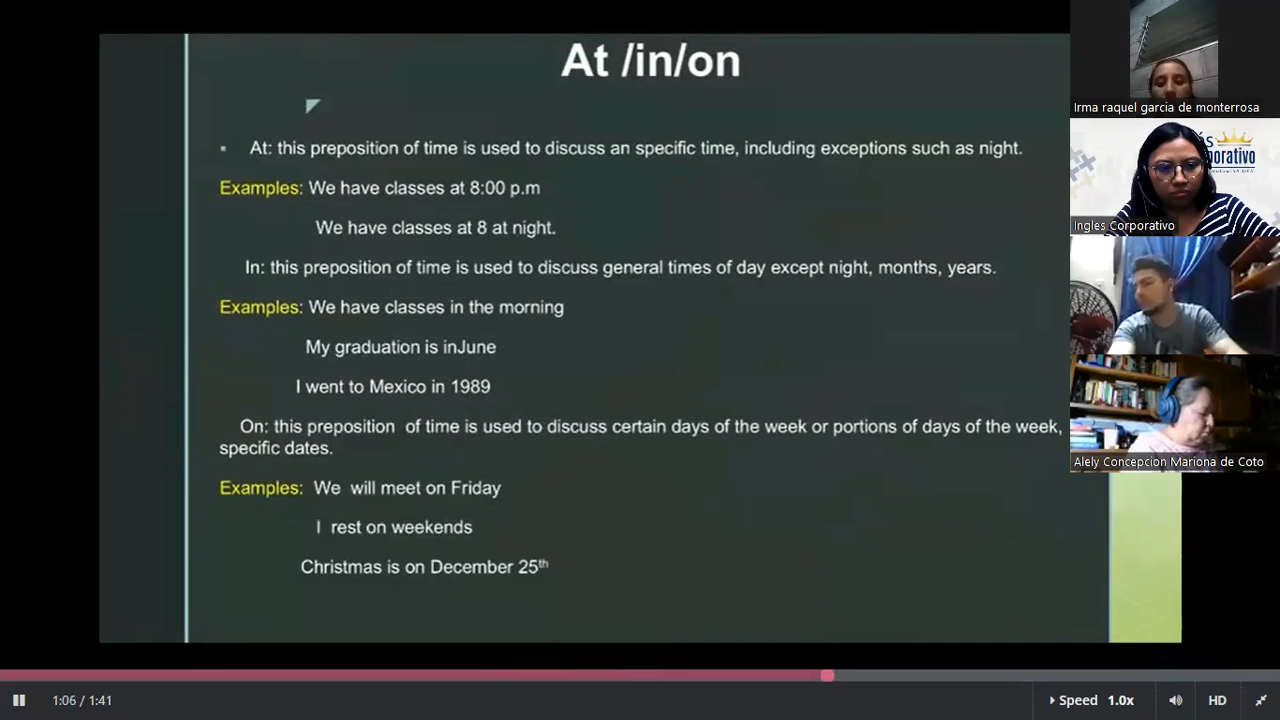 At /in/on
▪ At: this preposition of time is used to discuss an specific time, including exceptions such as night.
Examples: We have classes at 8:00 p.m
We have classes at 8 at night.
In: this preposition of time is used to discuss general times of day except night, months, years.
Examples: We have classes in the morning
My graduation is inJune
I went to Mexico in 1989
On: this preposition of time is used to discuss certain days of the week or portions of days of the week,
specific dates.
Examples: We will meet on Friday
I rest on weekends
Christmas is on December 25th
Irma raquel garcia de monterrosa
Ingles Corporativo
Alely Concepcion Mariona de Coto
1:06 / 1:41
Speed 1.0x
HD